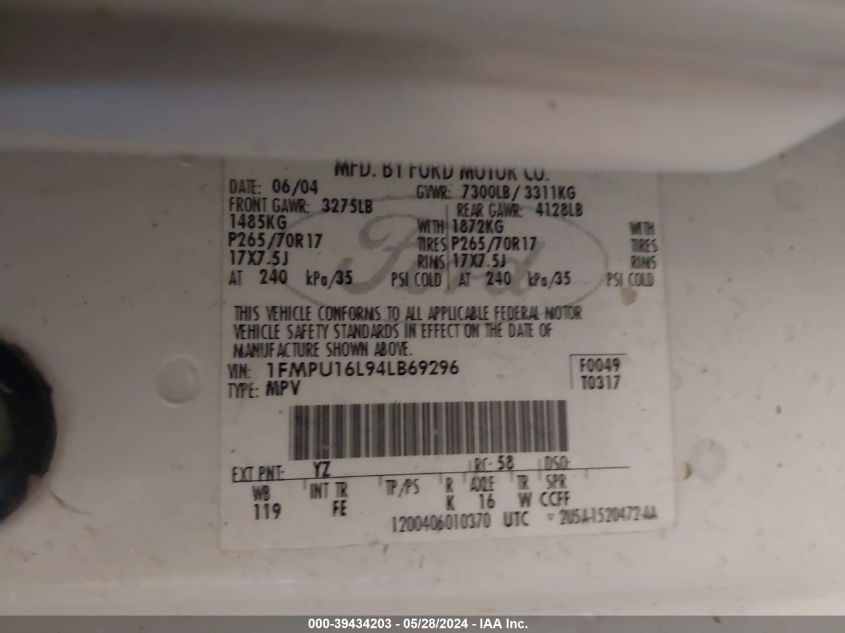 MFD. BY FORD MOTOR CO.
DATE: 06/04 GVWR: 7300LB/ 3311KG
FRONT GAWR: 3275LB REAR GAWR: 4128LB
1485KG WITH 1872KG WITH
P265/70R17 TIRES P265/70R17 TIRES
17X7.5J RIMS 17X7.5J RIMS
AT 240 kPa/35 PSI COLD AT 240 kPa/35 PSI COLD
Ford
THIS VEHICLE CONFORMS TO ALL APPLICABLE FEDERAL MOTOR
VEHICLE SAFETY STANDARDS IN EFFECT ON THE DATE OF
MANUFACTURE SHOWN ABOVE.
VIN: 1FMPU16L94LB69296 F0049
TYPE: MPV T0317
EXT PNT: YZ RC: 58 DSO:
WB INT TR TP/PS R AXLE TR SPR
119 FE K 16 W CCFF
1200406010370 UTC 2U5A-1520472-AA
000-39434203 - 05/28/2024 - IAA Inc.